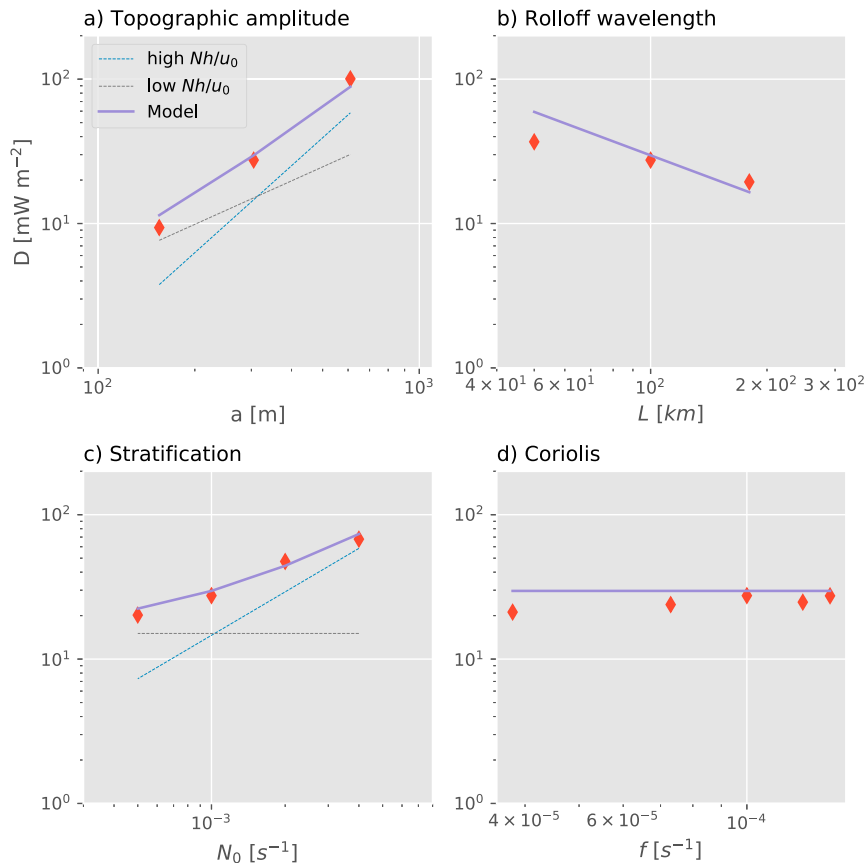 a) Topographic amplitude
high Nh/u₀
low Nh/u₀
Model
10²
10¹
10⁰
D [mW m⁻²]
10² 10³
a [m]
b) Rolloff wavelength
10²
10¹
10⁰
4 × 10¹ 6 × 10¹ 10² 2 × 10² 3 × 10²
L [km]
c) Stratification
10²
10¹
10⁰
10⁻³
N₀ [s⁻¹]
d) Coriolis
10²
10¹
10⁰
4 × 10⁻⁵ 6 × 10⁻⁵ 10⁻⁴
f [s⁻¹]